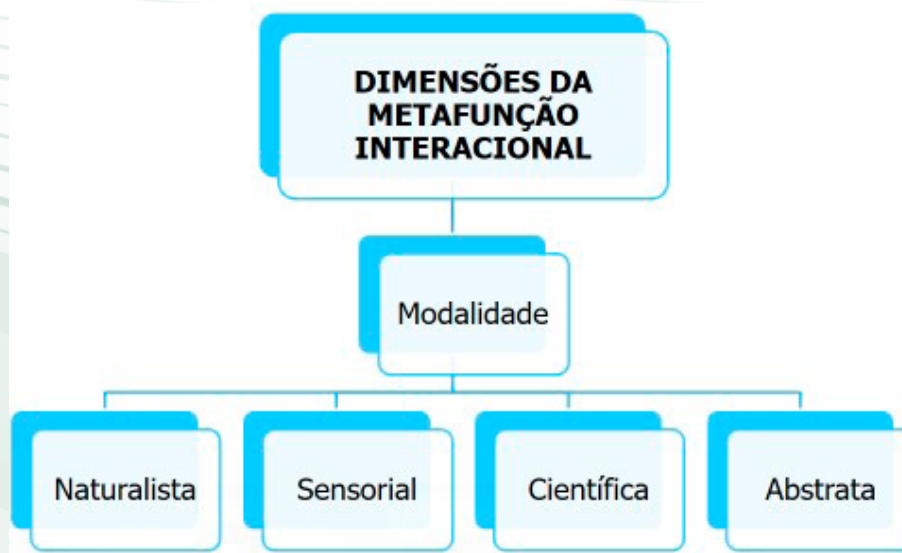 DIMENSÕES DA
METAFUNÇÃO
INTERACIONAL
Modalidade
Naturalista
Sensorial
Científica
Abstrata